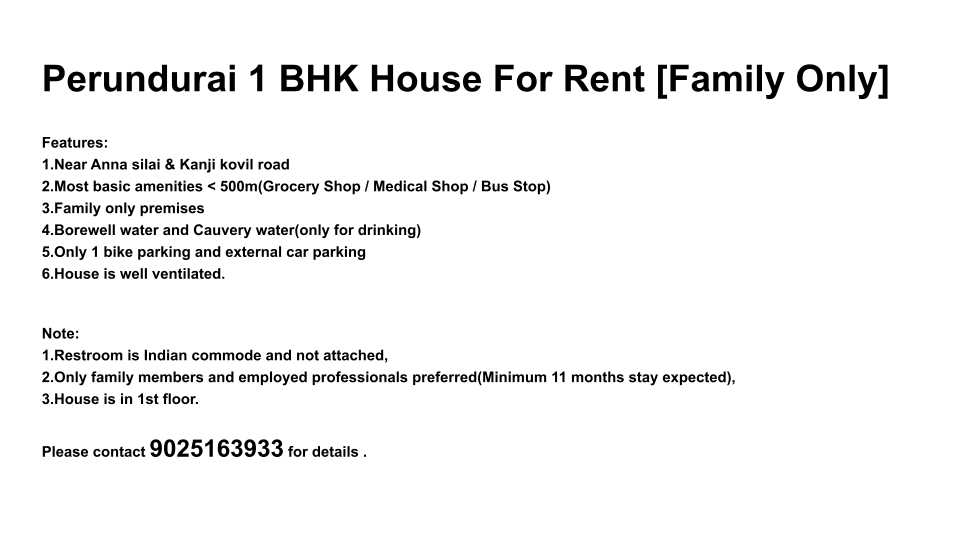 Perundurai 1 BHK House For Rent [Family Only]
Features:
1.Near Anna silai & Kanji kovil road
2.Most basic amenities < 500m(Grocery Shop / Medical Shop / Bus Stop)
3.Family only premises
4.Borewell water and Cauvery water(only for drinking)
5.Only 1 bike parking and external car parking
6.House is well ventilated.
Note:
1.Restroom is Indian commode and not attached,
2.Only family members and employed professionals preferred(Minimum 11 months stay expected),
3.House is in 1st floor.
Please contact 9025163933 for details .